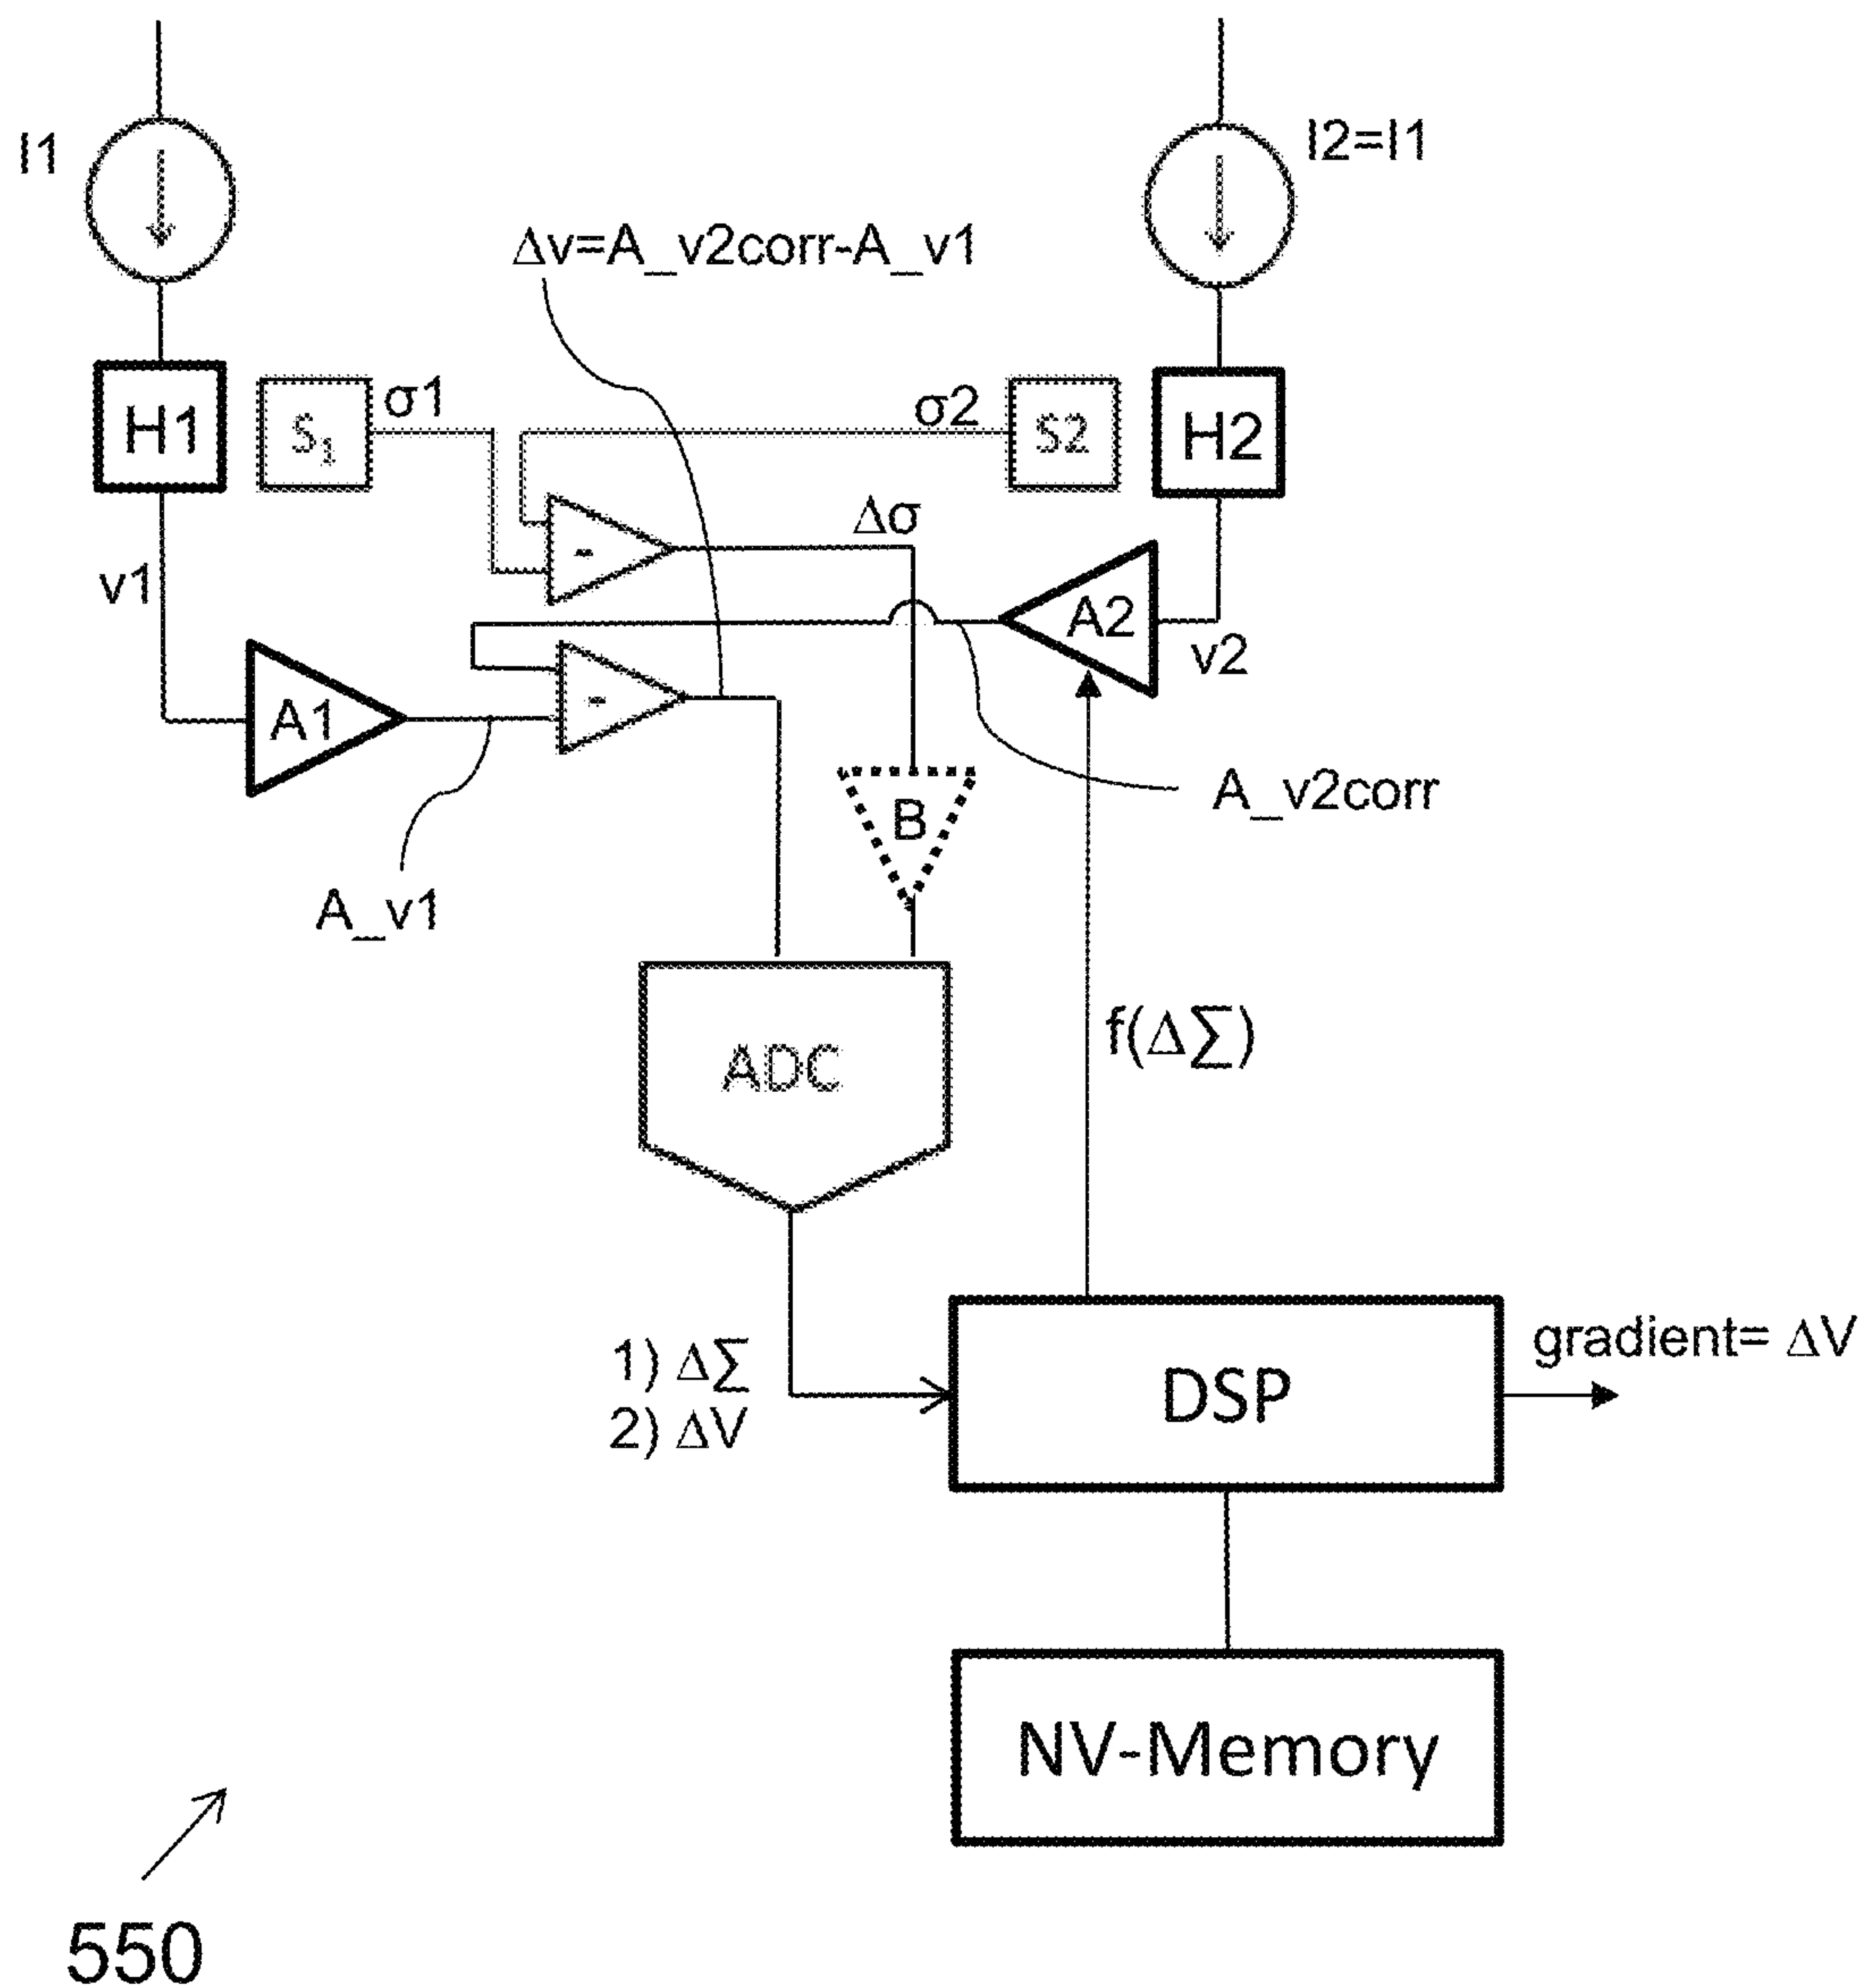 I1
I2=I1
Δv=A_v2corr-A_v1
H1
S₁
σ1
σ2
S2
H2
-
Δσ
v1
A2
v2
A1
-
B
A_v2corr
A_v1
ADC
f(Δ∑)
1) Δ∑
2) ΔV
gradient= ΔV
DSP
NV-Memory
550